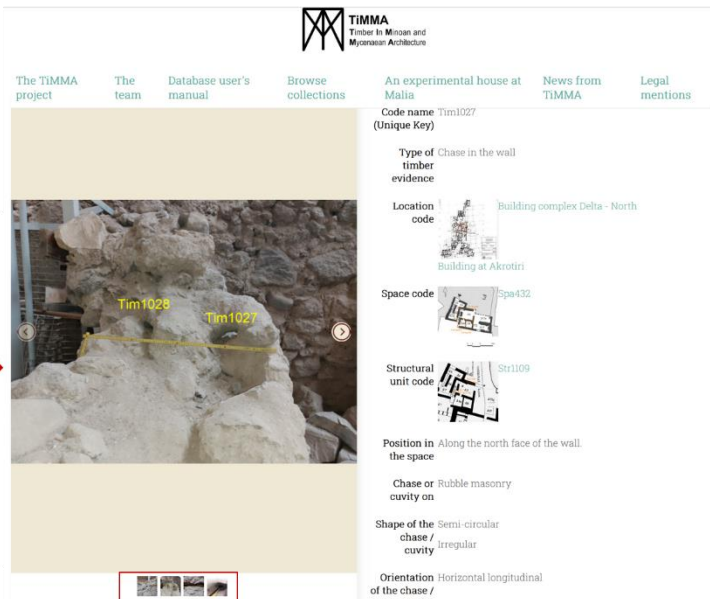 TiMMA
Timber In Minoan and
Mycenaean Architecture
The TiMMA project
The team
Database user's manual
Browse collections
An experimental house at Malia
News from TiMMA
Legal mentions
Tim1028
Tim1027
Code name (Unique Key) Tim1027
Type of timber evidence Chase in the wall
Location code Building complex Delta - North
Building at Akrotiri
Space code Spa432
Structural unit code Str1109
Position in the space Along the north face of the wall.
Chase or cuvity on Rubble masonry
Shape of the chase / cuvity Semi-circular
Irregular
Orientation of the chase / Horizontal longitudinal